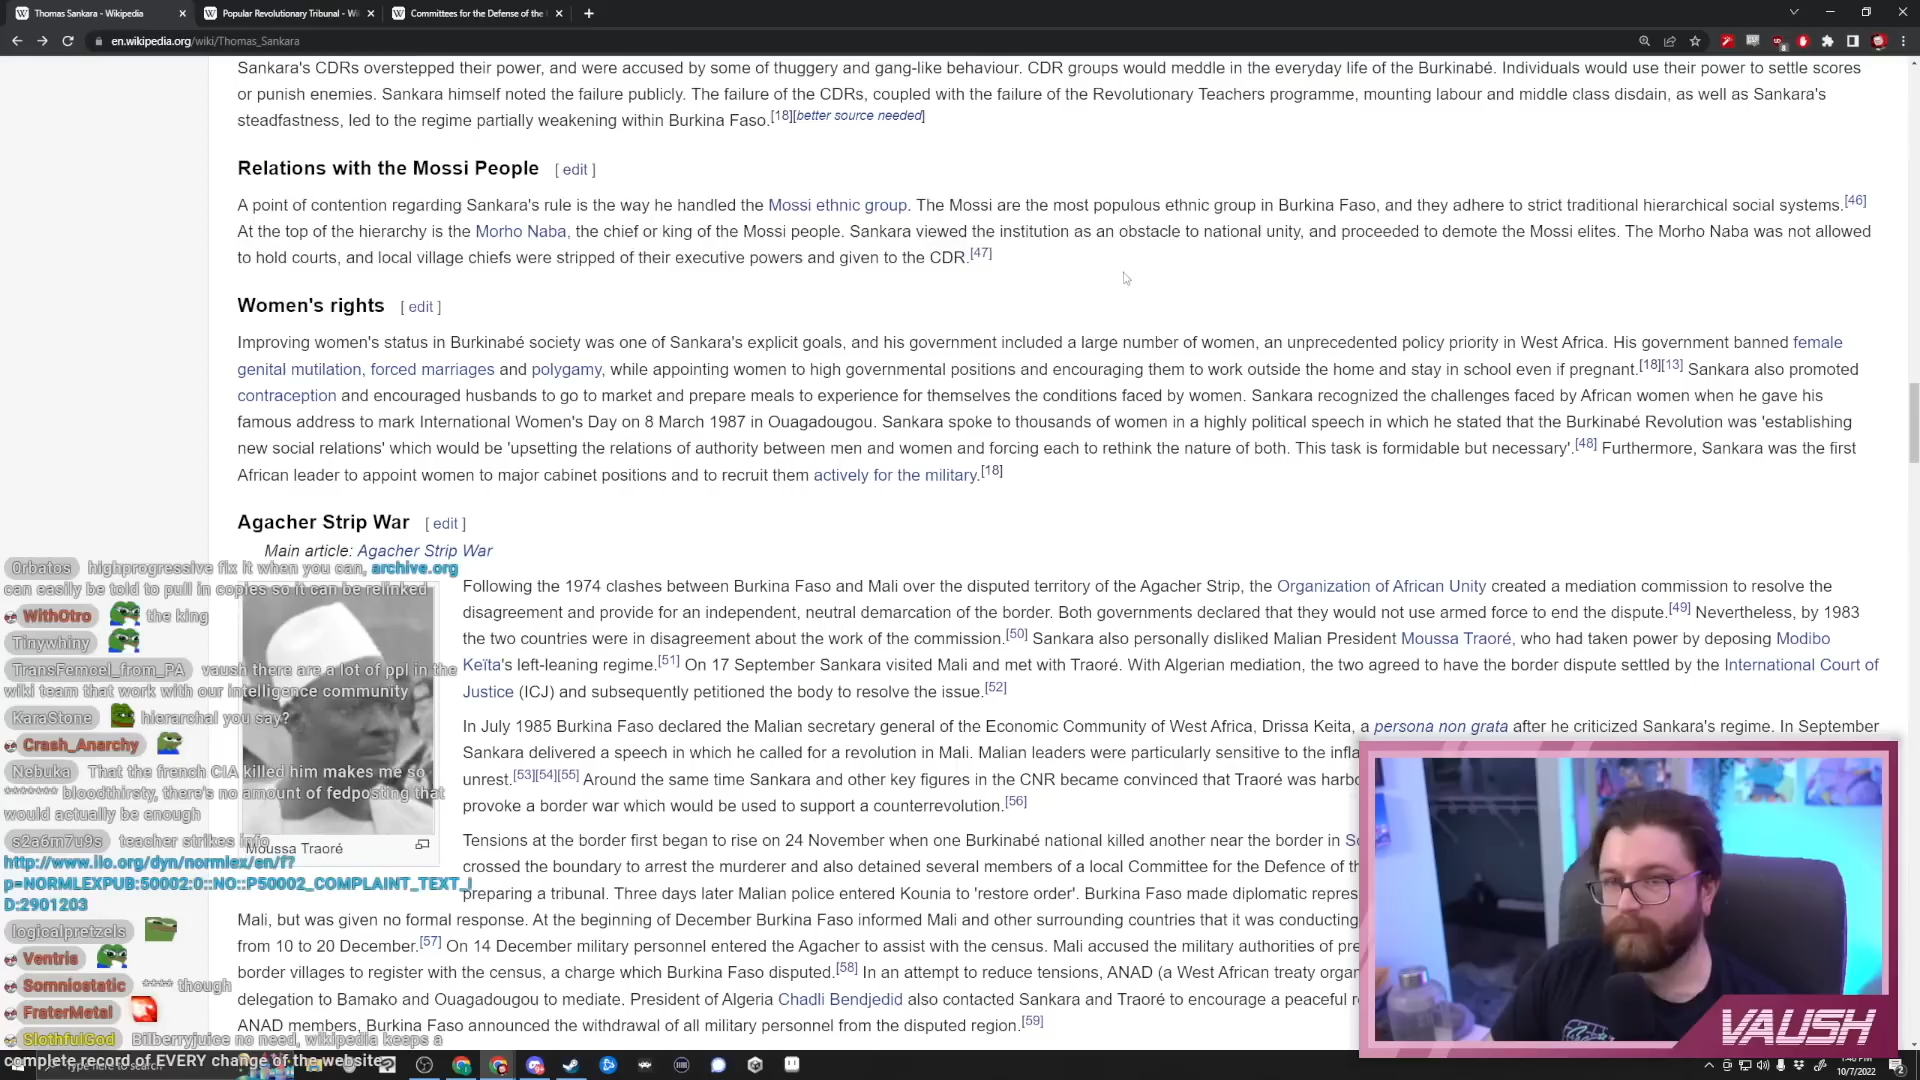 Thomas Sankara - Wikipedia
Popular Revolutionary Tribunal - Wi
Committees for the Defense of the
en.wikipedia.org/wiki/Thomas_Sankara
Sankara's CDRs overstepped their power, and were accused by some of thuggery and gang-like behaviour. CDR groups would meddle in the everyday life of the Burkinabé. Individuals would use their power to settle scores
or punish enemies. Sankara himself noted the failure publicly. The failure of the CDRs, coupled with the failure of the Revolutionary Teachers programme, mounting labour and middle class disdain, as well as Sankara's
steadfastness, led to the regime partially weakening within Burkina Faso.[18][better source needed]
Relations with the Mossi People [ edit ]
A point of contention regarding Sankara's rule is the way he handled the Mossi ethnic group. The Mossi are the most populous ethnic group in Burkina Faso, and they adhere to strict traditional hierarchical social systems.[46]
At the top of the hierarchy is the Morho Naba, the chief or king of the Mossi people. Sankara viewed the institution as an obstacle to national unity, and proceeded to demote the Mossi elites. The Morho Naba was not allowed
to hold courts, and local village chiefs were stripped of their executive powers and given to the CDR.[47]
Women's rights [ edit ]
Improving women's status in Burkinabé society was one of Sankara's explicit goals, and his government included a large number of women, an unprecedented policy priority in West Africa. His government banned female
genital mutilation, forced marriages and polygamy, while appointing women to high governmental positions and encouraging them to work outside the home and stay in school even if pregnant.[18][13] Sankara also promoted
contraception and encouraged husbands to go to market and prepare meals to experience for themselves the conditions faced by women. Sankara recognized the challenges faced by African women when he gave his
famous address to mark International Women's Day on 8 March 1987 in Ouagadougou. Sankara spoke to thousands of women in a highly political speech in which he stated that the Burkinabé Revolution was 'establishing
new social relations' which would be 'upsetting the relations of authority between men and women and forcing each to rethink the nature of both. This task is formidable but necessary'.[48] Furthermore, Sankara was the first
African leader to appoint women to major cabinet positions and to recruit them actively for the military.[18]
Agacher Strip War [ edit ]
Main article: Agacher Strip War
Following the 1974 clashes between Burkina Faso and Mali over the disputed territory of the Agacher Strip, the Organization of African Unity created a mediation commission to resolve the
disagreement and provide for an independent, neutral demarcation of the border. Both governments declared that they would not use armed force to end the dispute.[49] Nevertheless, by 1983
the two countries were in disagreement about the work of the commission.[50] Sankara also personally disliked Malian President Moussa Traoré, who had taken power by deposing Modibo
Keïta's left-leaning regime.[51] On 17 September Sankara visited Mali and met with Traoré. With Algerian mediation, the two agreed to have the border dispute settled by the International Court of
Justice (ICJ) and subsequently petitioned the body to resolve the issue.[52]
In July 1985 Burkina Faso declared the Malian secretary general of the Economic Community of West Africa, Drissa Keita, a persona non grata after he criticized Sankara's regime. In September
Sankara delivered a speech in which he called for a revolution in Mali. Malian leaders were particularly sensitive to the infla
unrest.[53][54][55] Around the same time Sankara and other key figures in the CNR became convinced that Traoré was harbo
provoke a border war which would be used to support a counterrevolution.[56]
Tensions at the border first began to rise on 24 November when one Burkinabé national killed another near the border in So
crossed the boundary to arrest the murderer and also detained several members of a local Committee for the Defence of th
preparing a tribunal. Three days later Malian police entered Kounia to 'restore order'. Burkina Faso made diplomatic repres
Mali, but was given no formal response. At the beginning of December Burkina Faso informed Mali and other surrounding countries that it was conducting
from 10 to 20 December.[57] On 14 December military personnel entered the Agacher to assist with the census. Mali accused the military authorities of pre
border villages to register with the census, a charge which Burkina Faso disputed.[58] In an attempt to reduce tensions, ANAD (a West African treaty organ
delegation to Bamako and Ouagadougou to mediate. President of Algeria Chadli Bendjedid also contacted Sankara and Traoré to encourage a peaceful re
ANAD members, Burkina Faso announced the withdrawal of all military personnel from the disputed region.[59]
Moussa Traoré
0rbatos highprogressive fix it when you can, archive.org
can easily be told to pull in copies so it can be relinked
WithOtro the king
Tinywhiny
TransFemcel_from_PA vaush there are a lot of ppl in the
wiki team that work with our intelligence community
KaraStone hierarchal you say?
Crash_Anarchy
Nebuka That the french CIA killed him makes me so
******* bloodthirsty, there's no amount of fedposting that
would actually be enough
s2a6m7u9s teacher strikes info
http://www.ilo.org/dyn/normlex/en/f?
p=NORMLEXPUB:50002:0::NO::P50002_COMPLAINT_TEXT_I
D:2901203
logicalpretzels
Ventris
Somniostatic **** though
FraterMetal
SlothfulGod Bilberryjuice no need, wikipedia keeps a
complete record of EVERY change of the website
Type here to search
VAUSH
10/7/2022